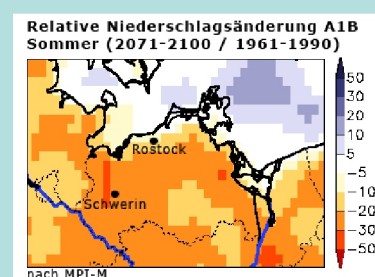 Relative Niederschlagsänderung A1B
Sommer (2071-2100 / 1961-1990)
50
30
20
10
5
-5
-10
-20
-30
-50
Rostock
Schwerin
nach MPI-M